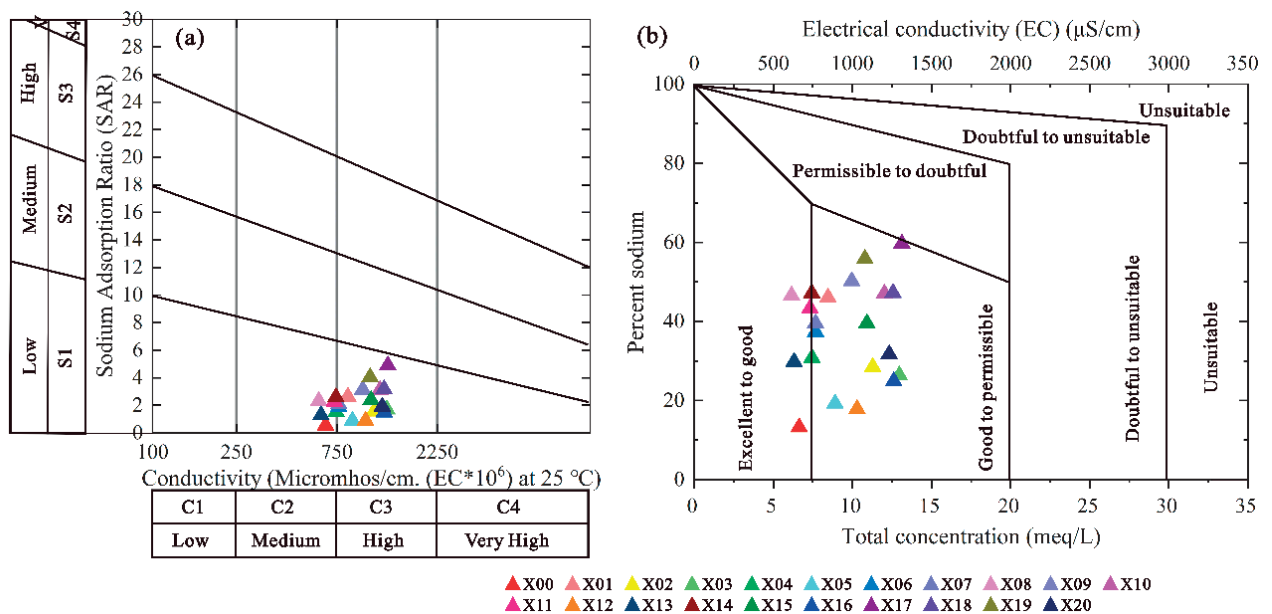 (a)
Sodium Adsorption Ratio (SAR)
30
28
26
24
22
20
18
16
14
12
10
8
6
4
2
0
High
Medium
Low
S4
S3
S2
S1
100 250 750 2250
Conductivity (Micromhos/cm. (EC*10⁶) at 25 °C)
C1 C2 C3 C4
Low Medium High Very High
(b)
Electrical conductivity (EC) (μS/cm)
0 500 1000 1500 2000 2500 3000 350
Percent sodium
100
80
60
40
20
0
Unsuitable
Doubtful to unsuitable
Permissible to doubtful
Excellent to good
Good to permissible
Doubtful to unsuitable
Unsuitable
0 5 10 15 20 25 30 35
Total concentration (meq/L)
X00 X01 X02 X03 X04 X05 X06 X07 X08 X09 X10
X11 X12 X13 X14 X15 X16 X17 X18 X19 X20